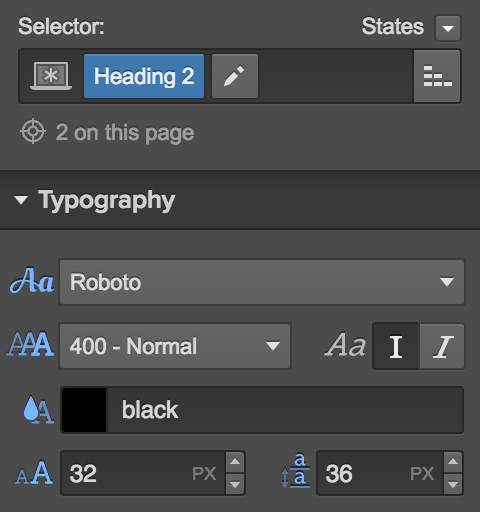 Selector: States
Heading 2
2 on this page
Typography
Aa Roboto
AAA 400 - Normal Aa I I
A black
AA 32 PX aa 36 PX